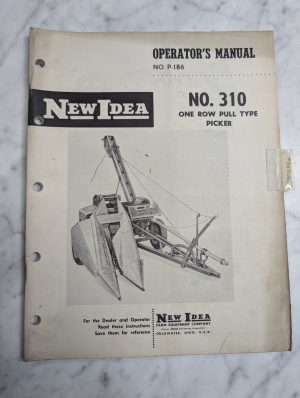 OPERATOR'S MANUAL
NO. P-186
NEW IDEA
NO. 310
ONE ROW PULL TYPE
PICKER
For the Dealer and Operator
Read these instructions
Save them for reference
NEW IDEA
FARM EQUIPMENT COMPANY
COLDWATER, OHIO, U.S.A.